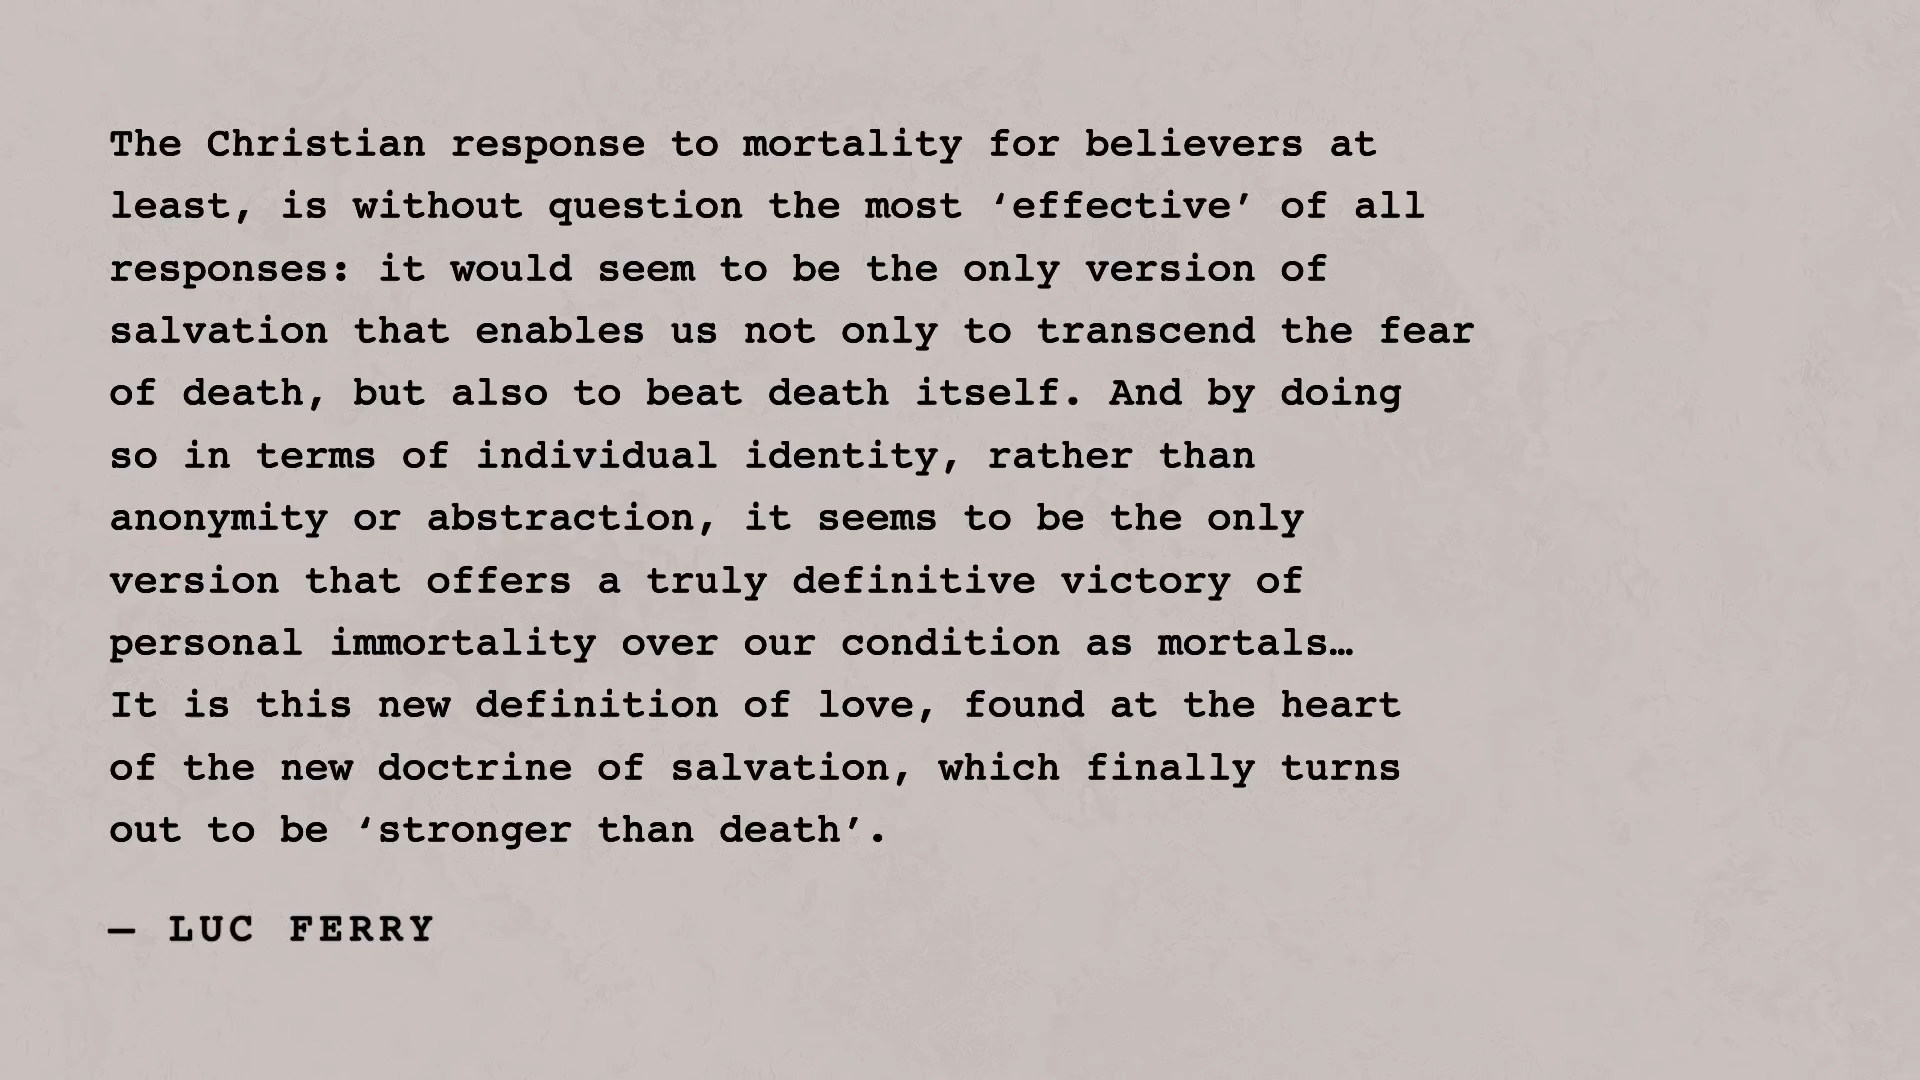 The Christian response to mortality for believers at
least, is without question the most ‘effective’ of all
responses: it would seem to be the only version of
salvation that enables us not only to transcend the fear
of death, but also to beat death itself. And by doing
so in terms of individual identity, rather than
anonymity or abstraction, it seems to be the only
version that offers a truly definitive victory of
personal immortality over our condition as mortals…
It is this new definition of love, found at the heart
of the new doctrine of salvation, which finally turns
out to be ‘stronger than death’.
— LUC FERRY